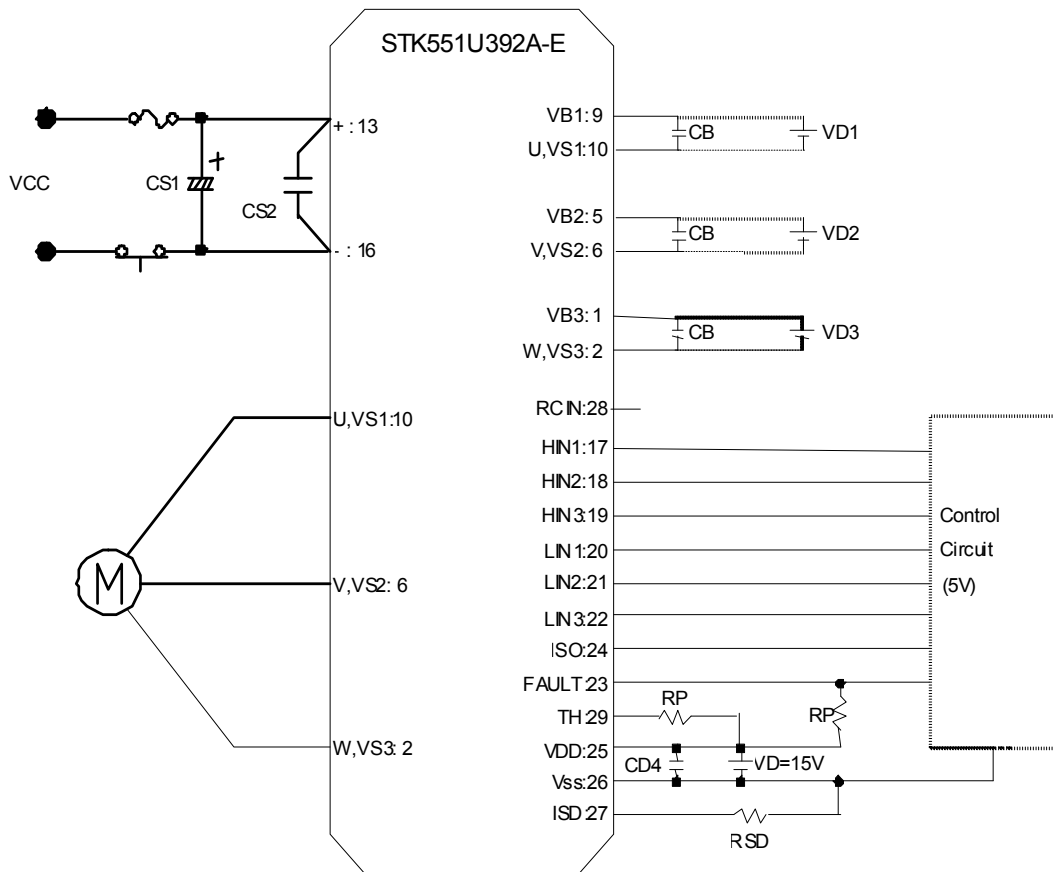 STK551U392A-E
VCC
CS1
+
CS2
+ : 13
- : 16
U,VS1:10
M
V,VS2: 6
W,VS3: 2
VB1: 9
CB
VD1
U,VS1:10
VB2: 5
CB
VD2
V,VS2: 6
VB3: 1
CB
VD3
W,VS3: 2
RCIN:28
HIN1:17
HIN2:18
HIN3:19
LIN1:20
LIN2:21
LIN3:22
ISO:24
FAULT:23
TH:29
RP
RP
VDD:25
CD4
VD=15V
Vss:26
ISD:27
RSD
Control
Circuit
(5V)